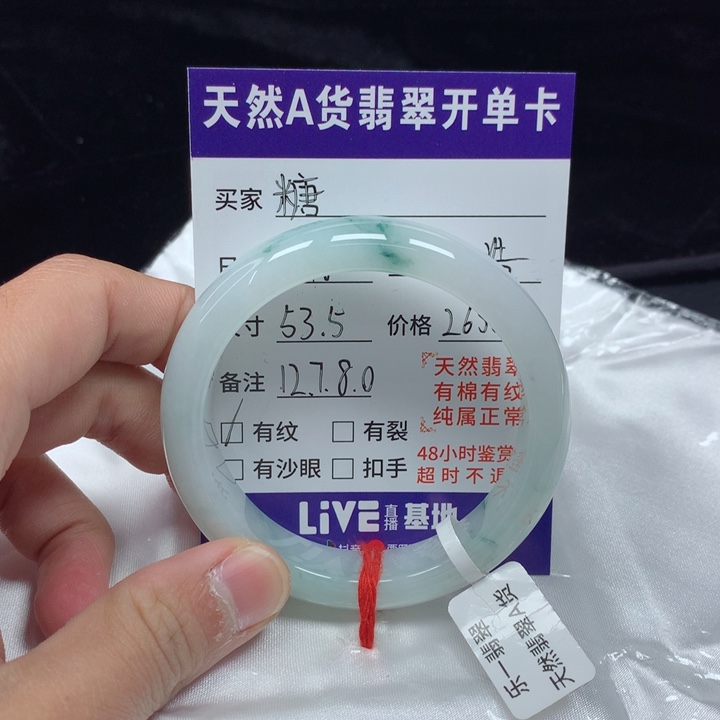 天然A货翡翠开单卡
买家 糖
寸 53.5 价格 263
备注 12.7.8.0
天然翡翠
有棉有纹
纯属正常
有纹 有裂
有沙眼 扣手
48小时鉴赏
超时不退
LiVE 直播 基地
乐一翡翠
天然翡翠A货